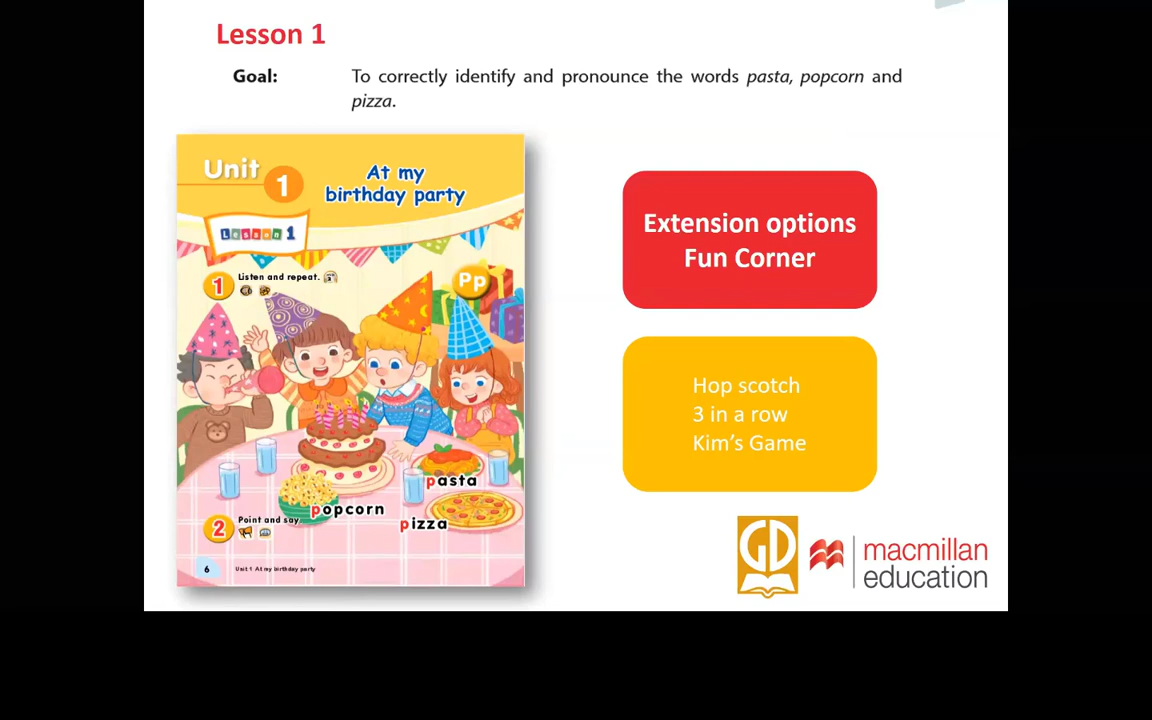 Lesson 1
Goal: To correctly identify and pronounce the words pasta, popcorn and
pizza.
Unit 1
At my
birthday party
Lesson 1
1 Listen and repeat.
Pp
pasta
popcorn
pizza
2 Point and say
6 Unit 1 At my birthday party
Extension options
Fun Corner
Hop scotch
3 in a row
Kim's Game
GD
macmillan
education